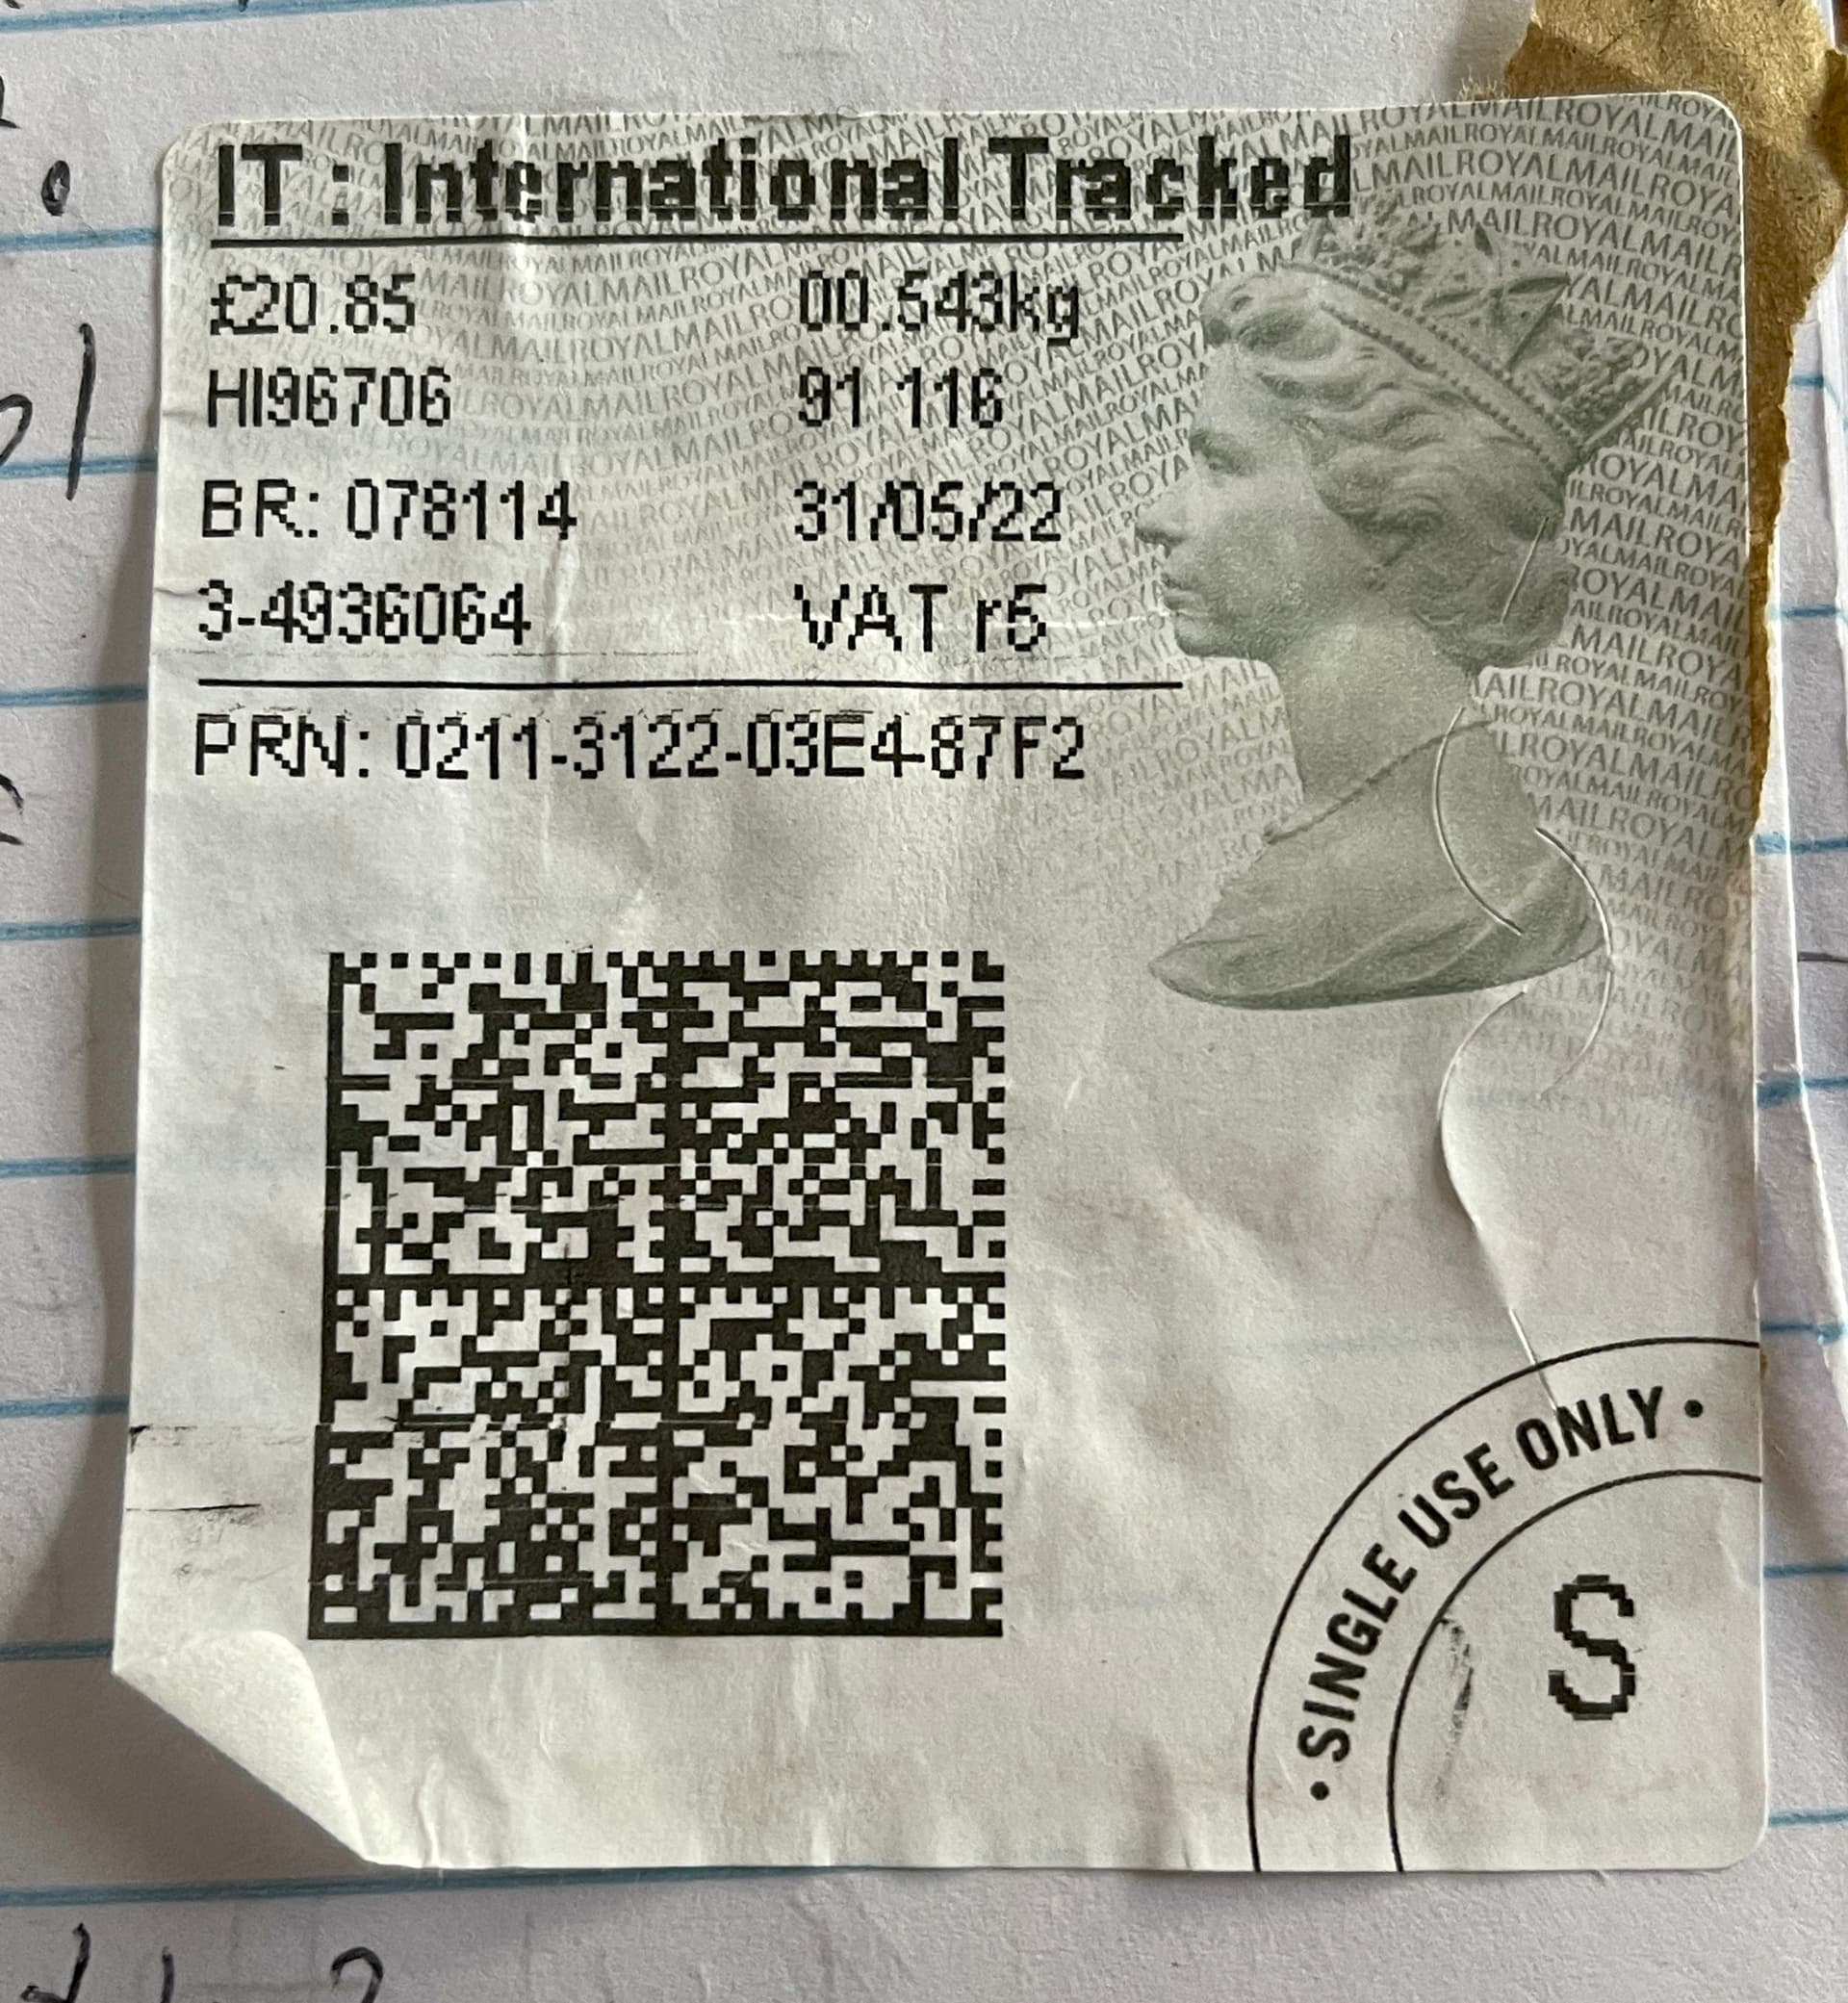 IT : International Tracked
£20.85 00.543kg
HI96706 91 116
BR: 078114 31/05/22
3-4936064 VAT r5
PRN: 0211-3122-03E4-87F2
• SINGLE USE ONLY •
S